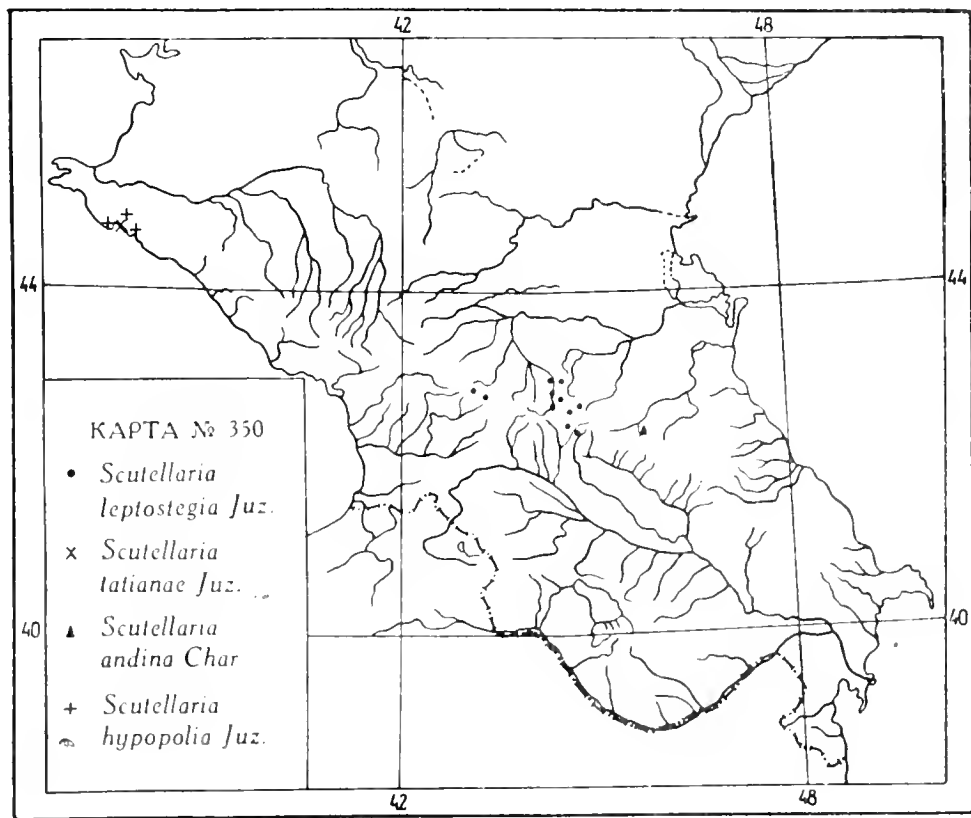 42 48
44 44
КАРТА № 350
Scutellaria
leptostegia Juz.
Scutellaria
tatianae Juz.
Scutellaria
andina Char
Scutellaria
hypopolia Juz.
40 40
42 48